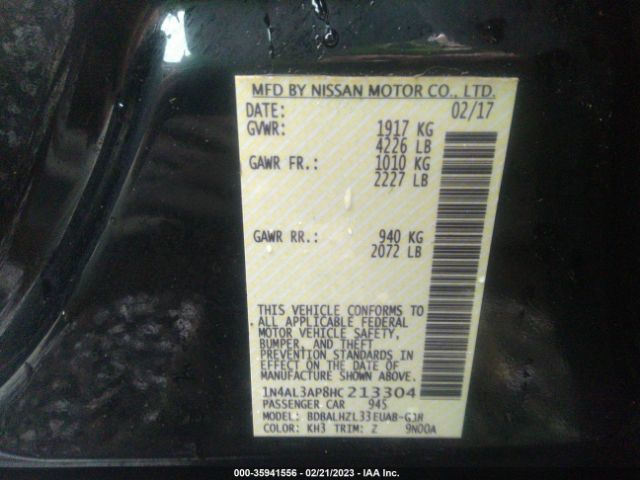 MFD BY NISSAN MOTOR CO., LTD.
DATE: 02/17
GVWR: 1917 KG
4226 LB
GAWR FR.: 1010 KG
2227 LB
GAWR RR.: 940 KG
2072 LB
THIS VEHICLE CONFORMS TO
ALL APPLICABLE FEDERAL
MOTOR VEHICLE SAFETY,
BUMPER, AND THEFT
PREVENTION STANDARDS IN
EFFECT ON THE DATE OF
MANUFACTURE SHOWN ABOVE.
1N4AL3AP8HC213304
PASSENGER CAR 945
MODEL: BDBALHZL33EUAB-G1R
COLOR: KH3 TRIM: Z 9N00A
000-35941556 - 02/21/2023 - IAA Inc.